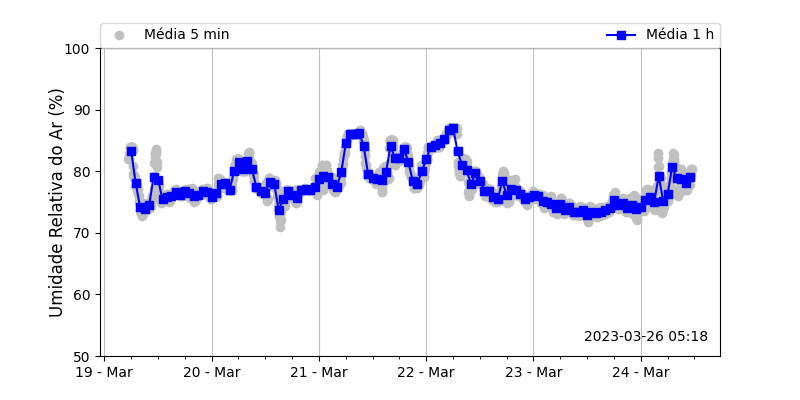 Média 5 min
Média 1 h
Umidade Relativa do Ar (%)
100
90
80
70
60
50
2023-03-26 05:18
19 - Mar
20 - Mar
21 - Mar
22 - Mar
23 - Mar
24 - Mar